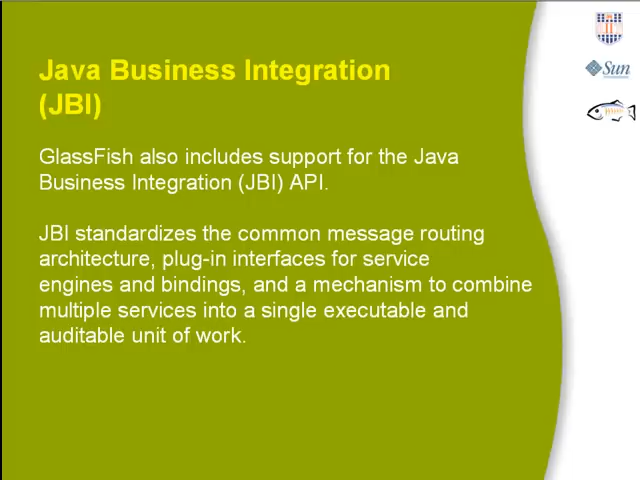 Java Business Integration
(JBI)
Sun
GlassFish also includes support for the Java
Business Integration (JBI) API.
JBI standardizes the common message routing
architecture, plug-in interfaces for service
engines and bindings, and a mechanism to combine
multiple services into a single executable and
auditable unit of work.